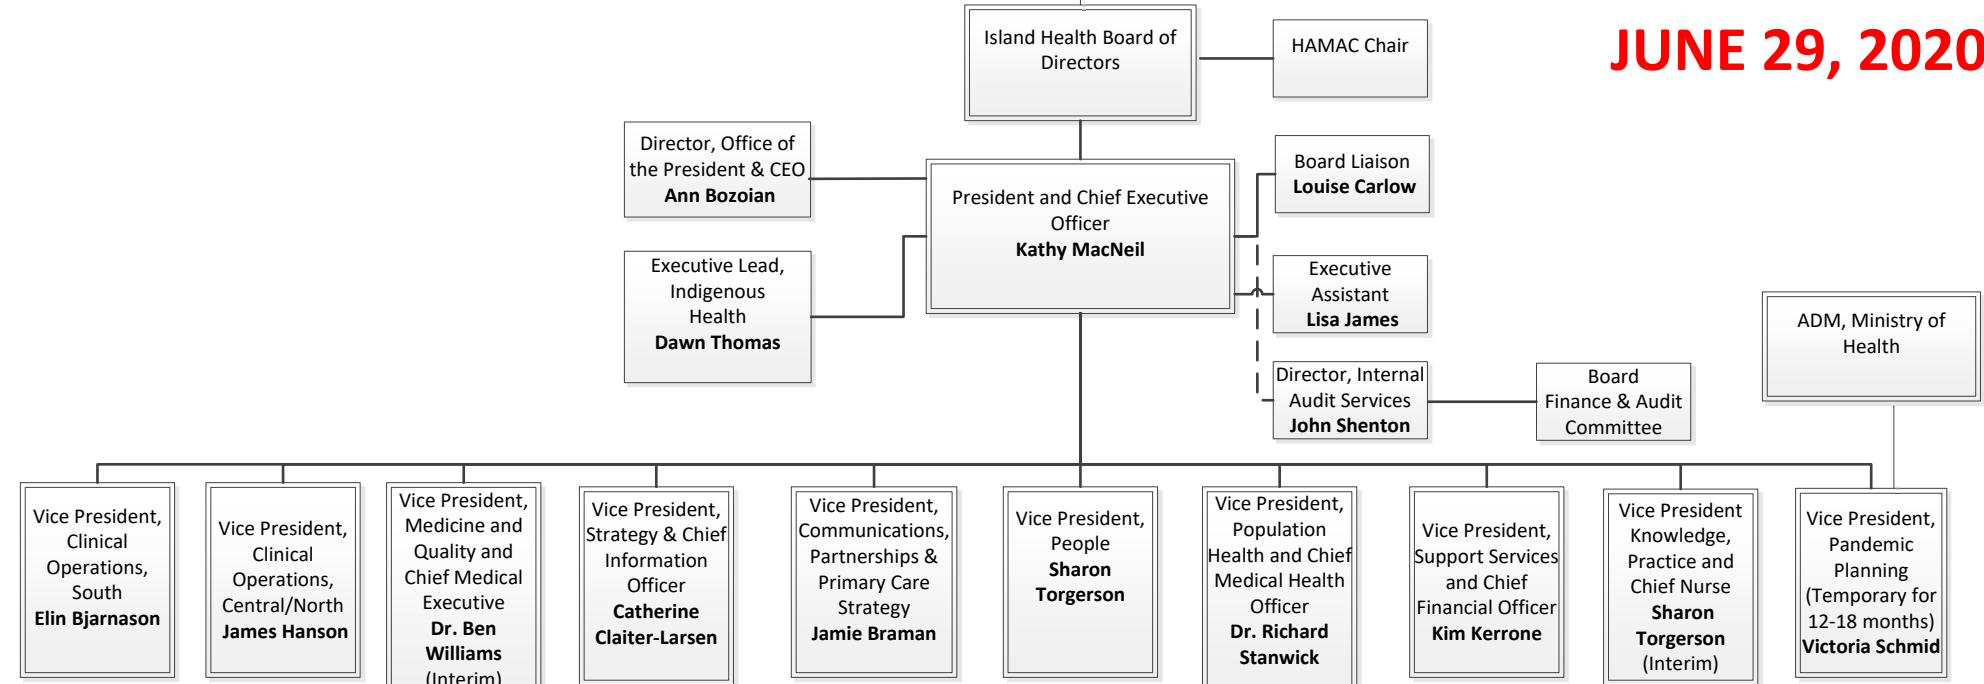 Island Health Board of
Directors
HAMAC Chair
JUNE 29, 2020
Director, Office of
the President & CEO
Ann Bozoian
President and Chief Executive
Officer
Kathy MacNeil
Board Liaison
Louise Carlow
Executive Lead,
Indigenous
Health
Dawn Thomas
Executive
Assistant
Lisa James
Director, Internal
Audit Services
John Shenton
Board
Finance & Audit
Committee
ADM, Ministry of
Health
Vice President,
Clinical
Operations,
South
Elin Bjarnason
Vice President,
Clinical
Operations,
Central/North
James Hanson
Vice President,
Medicine and
Quality and
Chief Medical
Executive
Dr. Ben
Williams
(Interim)
Vice President,
Strategy & Chief
Information
Officer
Catherine
Claiter-Larsen
Vice President,
Communications,
Partnerships &
Primary Care
Strategy
Jamie Braman
Vice President,
People
Sharon
Torgerson
Vice President,
Population
Health and Chief
Medical Health
Officer
Dr. Richard
Stanwick
Vice President,
Support Services
and Chief
Financial Officer
Kim Kerrone
Vice President
Knowledge,
Practice and
Chief Nurse
Sharon
Torgerson
(Interim)
Vice President,
Pandemic
Planning
(Temporary for
12-18 months)
Victoria Schmid